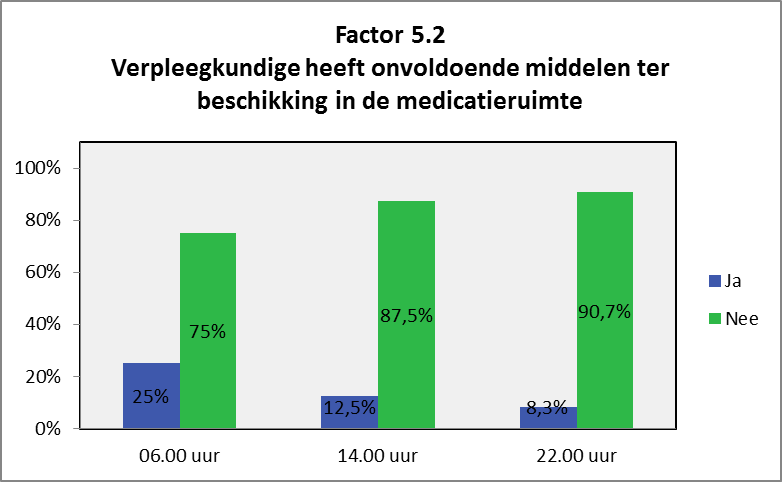 Factor 5.2
Verpleegkundige heeft onvoldoende middelen ter
beschikking in de medicatieruimte
100%
80%
60%
40%
20%
0%
25%
75%
12,5%
87,5%
8,3%
90,7%
06.00 uur
14.00 uur
22.00 uur
Ja
Nee